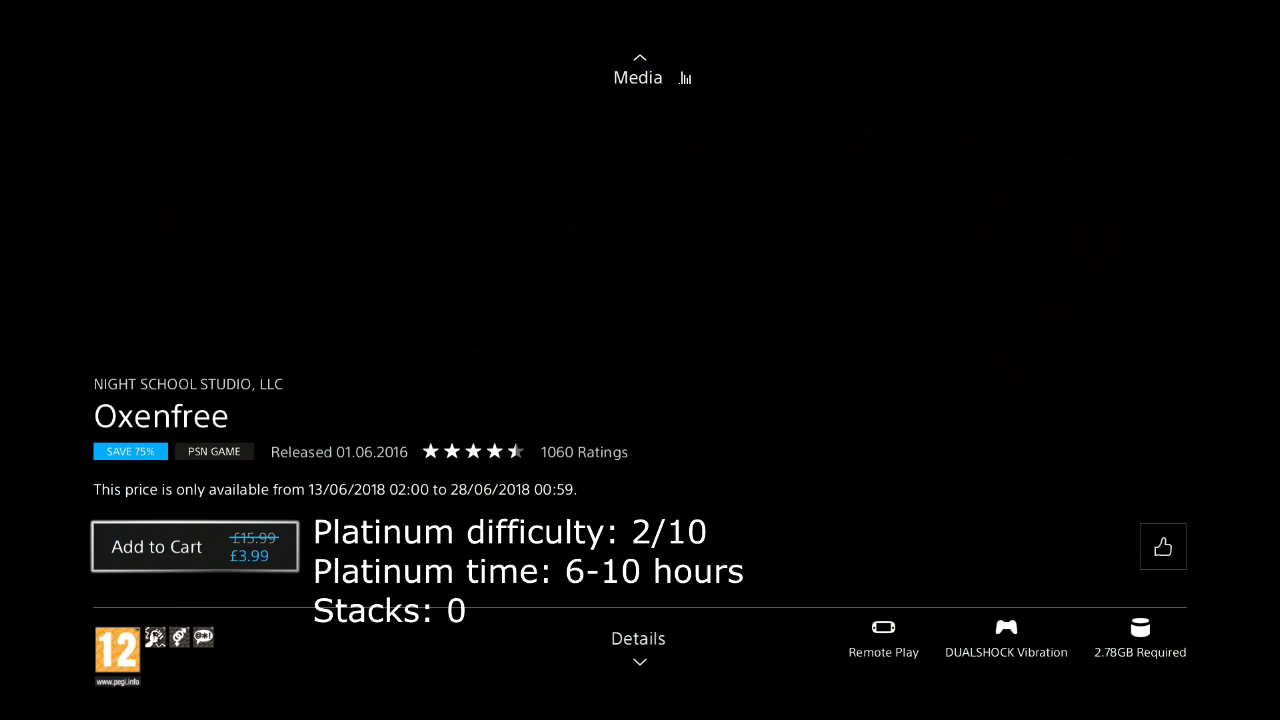 Media
NIGHT SCHOOL STUDIO, LLC
Oxenfree
SAVE 75% PSN GAME Released 01.06.2016 1060 Ratings
This price is only available from 13/06/2018 02:00 to 28/06/2018 00:59.
Add to Cart £15.99
£3.99
Platinum difficulty: 2/10
Platinum time: 6-10 hours
Stacks: 0
12
www.pegi.info
@*!
Details
Remote Play DUALSHOCK Vibration 2.78GB Required